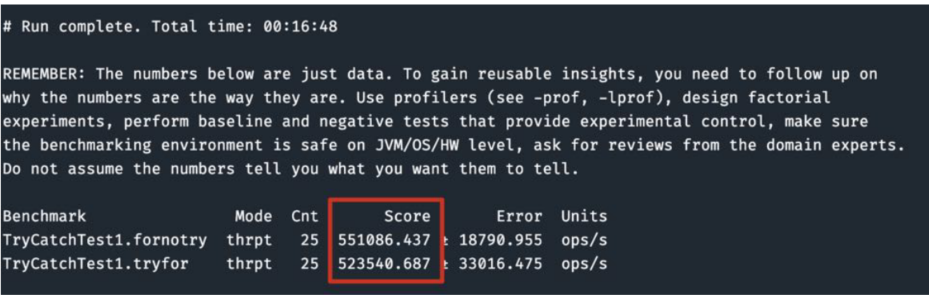 # Run complete. Total time: 00:16:48
REMEMBER: The numbers below are just data. To gain reusable insights, you need to follow up on
why the numbers are the way they are. Use profilers (see -prof, -lprof), design factorial
experiments, perform baseline and negative tests that provide experimental control, make sure
the benchmarking environment is safe on JVM/OS/HW level, ask for reviews from the domain experts.
Do not assume the numbers tell you what you want them to tell.
Benchmark Mode Cnt Score Error Units
TryCatchTest1.fornotry thrpt 25 551086.437 ± 18790.955 ops/s
TryCatchTest1.tryfor thrpt 25 523540.687 ± 33016.475 ops/s